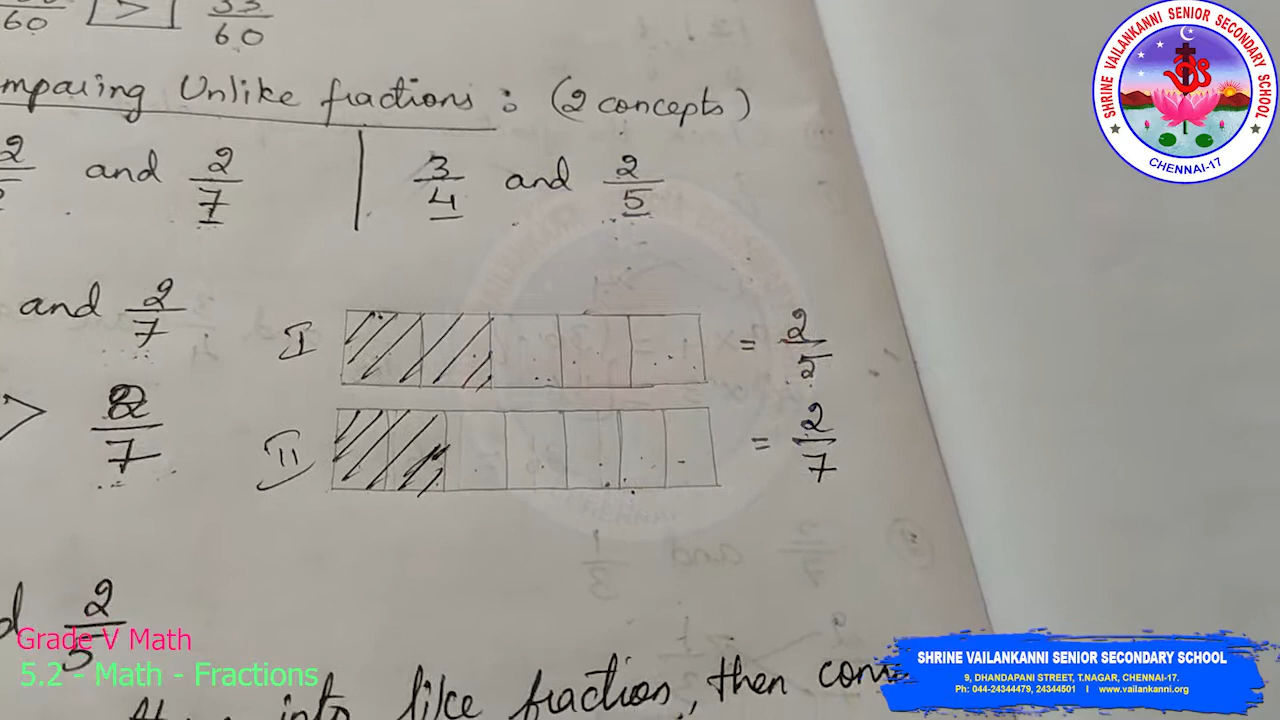 60 > 33/60
mparing Unlike fractions : (2 concepts)
2 and 2/7 | 3/4 and 2/5
and 2/7
I = 2/5
> 2/7
II = 2/7
2/5
into like fraction, then
SHRINE VAILANKANNI SENIOR SECONDARY SCHOOL
CHENNAI-17
Grade V Math
5.2 - Math - Fractions
SHRINE VAILANKANNI SENIOR SECONDARY SCHOOL
9, DHANDAPANI STREET, T.NAGAR, CHENNAI-17.
Ph: 044-24344479, 24344501 I www.vailankanni.org